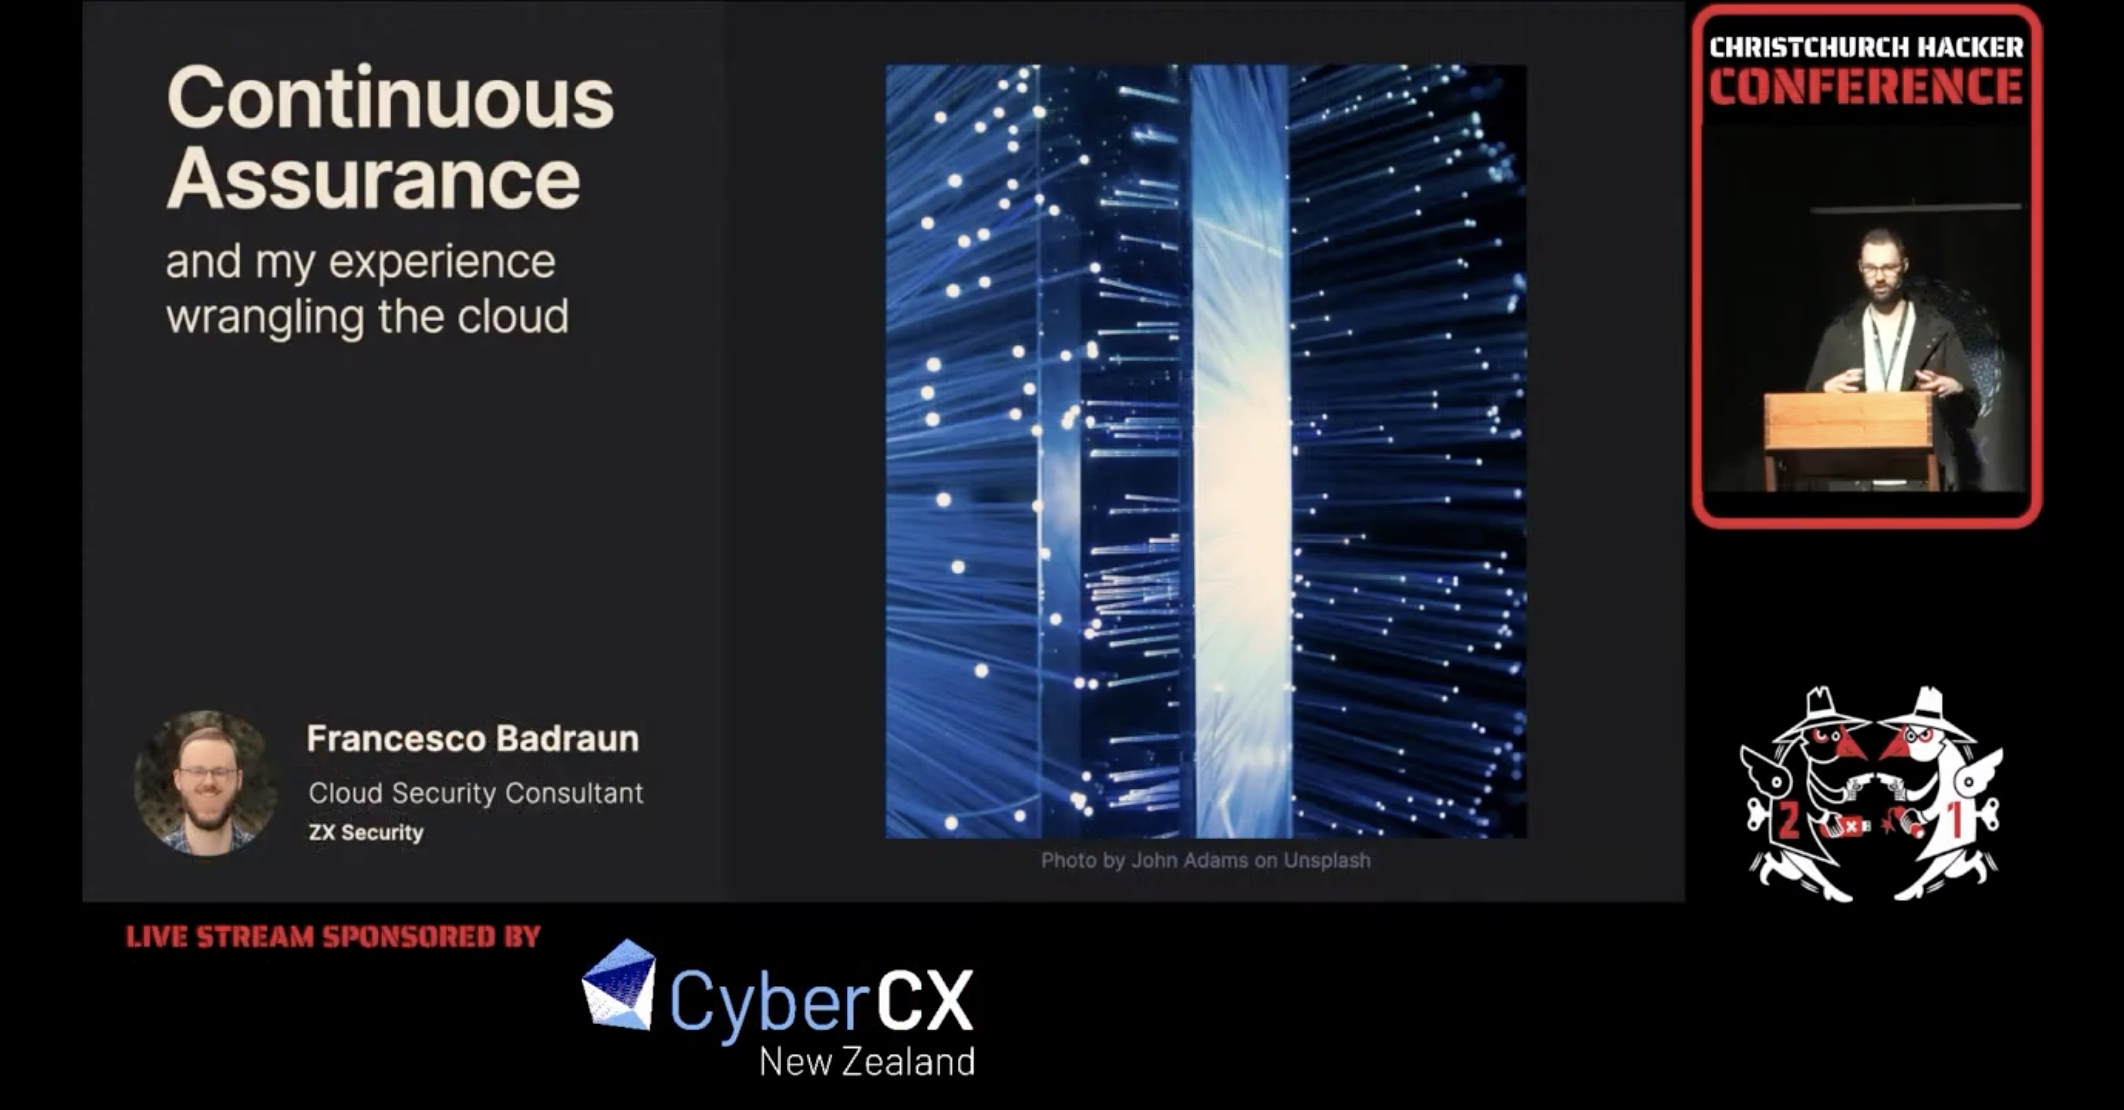 Continuous
Assurance
and my experience
wrangling the cloud
Francesco Badraun
Cloud Security Consultant
ZX Security
Photo by John Adams on Unsplash
CHRISTCHURCH HACKER
CONFERENCE
2 1
LIVE STREAM SPONSORED BY
CyberCX
New Zealand